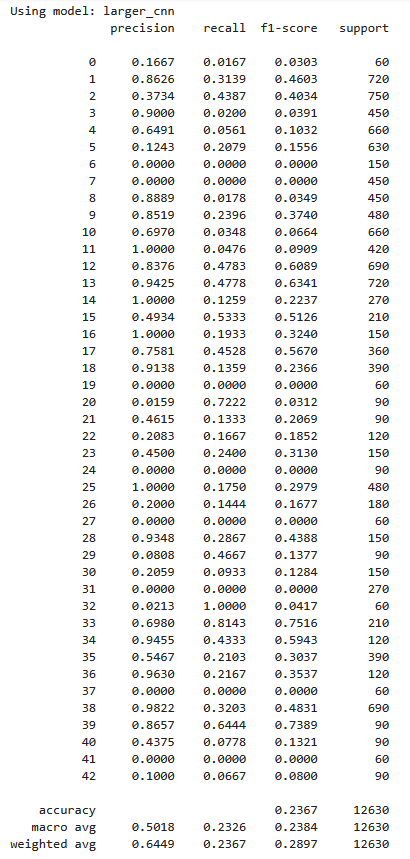 Using model: larger_cnn
precision recall f1-score support
0 0.1667 0.0167 0.0303 60
1 0.8626 0.3139 0.4603 720
2 0.3734 0.4387 0.4034 750
3 0.9000 0.0200 0.0391 450
4 0.6491 0.0561 0.1032 660
5 0.1243 0.2079 0.1556 630
6 0.0000 0.0000 0.0000 150
7 0.0000 0.0000 0.0000 450
8 0.8889 0.0178 0.0349 450
9 0.8519 0.2396 0.3740 480
10 0.6970 0.0348 0.0664 660
11 1.0000 0.0476 0.0909 420
12 0.8376 0.4783 0.6089 690
13 0.9425 0.4778 0.6341 720
14 1.0000 0.1259 0.2237 270
15 0.4934 0.5333 0.5126 210
16 1.0000 0.1933 0.3240 150
17 0.7581 0.4528 0.5670 360
18 0.9138 0.1359 0.2366 390
19 0.0000 0.0000 0.0000 60
20 0.0159 0.7222 0.0312 90
21 0.4615 0.1333 0.2069 90
22 0.2083 0.1667 0.1852 120
23 0.4500 0.2400 0.3130 150
24 0.0000 0.0000 0.0000 90
25 1.0000 0.1750 0.2979 480
26 0.2000 0.1444 0.1677 180
27 0.0000 0.0000 0.0000 60
28 0.9348 0.2867 0.4388 150
29 0.0808 0.4667 0.1377 90
30 0.2059 0.0933 0.1284 150
31 0.0000 0.0000 0.0000 270
32 0.0213 1.0000 0.0417 60
33 0.6980 0.8143 0.7516 210
34 0.9455 0.4333 0.5943 120
35 0.5467 0.2103 0.3037 390
36 0.9630 0.2167 0.3537 120
37 0.0000 0.0000 0.0000 60
38 0.9822 0.3203 0.4831 690
39 0.8657 0.6444 0.7389 90
40 0.4375 0.0778 0.1321 90
41 0.0000 0.0000 0.0000 60
42 0.1000 0.0667 0.0800 90
accuracy 0.2367 12630
macro avg 0.5018 0.2326 0.2384 12630
weighted avg 0.6449 0.2367 0.2897 12630